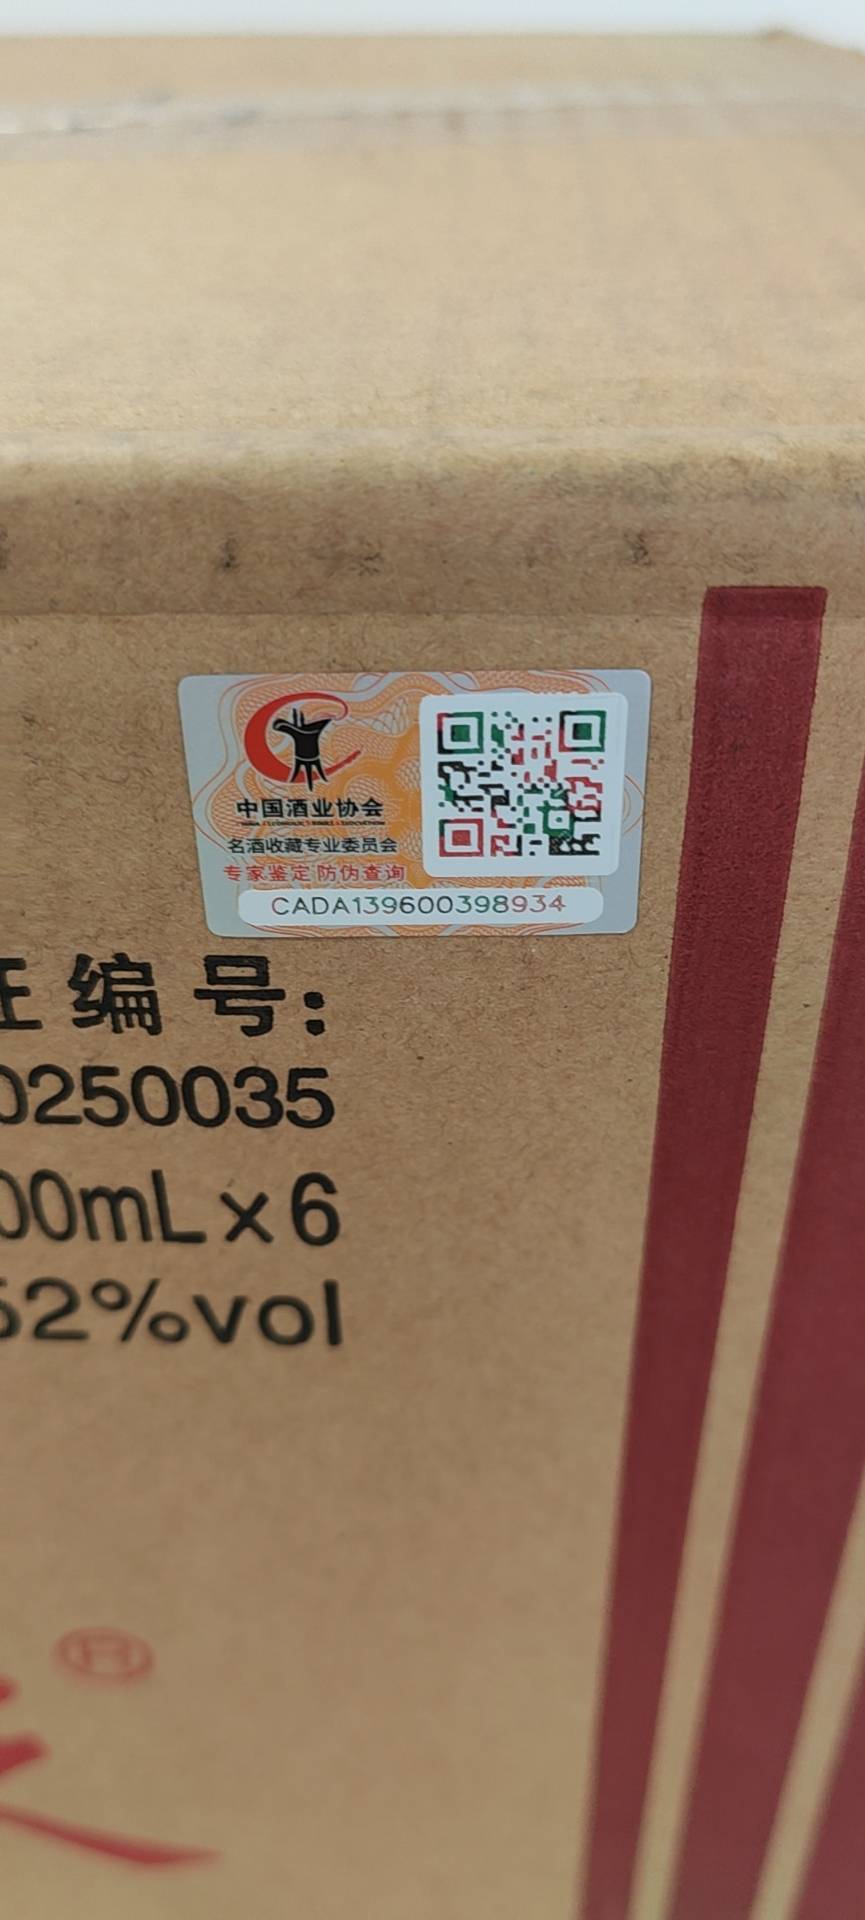 中国酒业协会
名酒收藏专业委员会
专家鉴定 防伪查询
CADA139600398934
编号:
0250035
00mL×6
52%vol
®